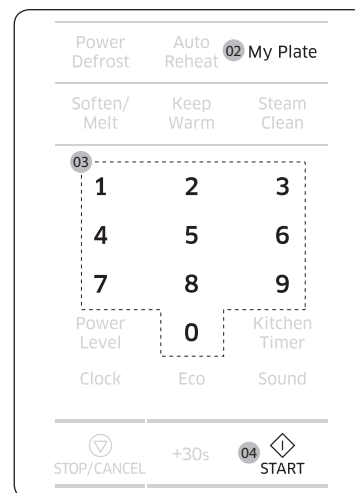 Power Auto 02 My Plate
Defrost Reheat
Soften/ Keep Steam
Melt Warm Clean
03
1 2 3
4 5 6
7 8 9
Power 0 Kitchen
Level Timer
Clock Eco Sound
+30s 04
STOP/CANCEL START